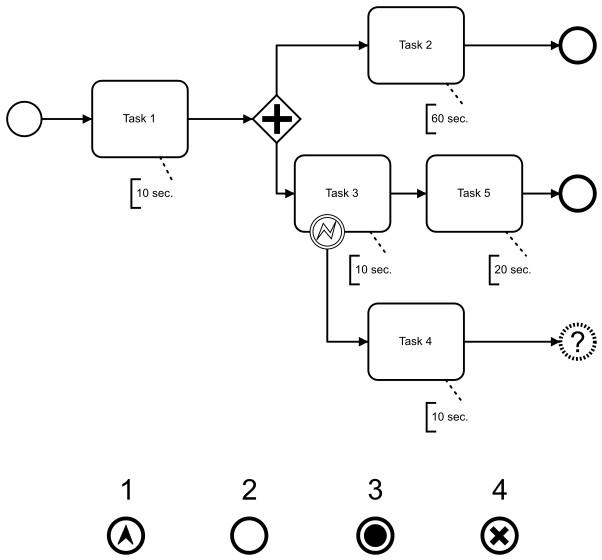 Task 2
60 sec.
Task 1
10 sec.
Task 3
Task 5
10 sec.
20 sec.
Task 4
?
10 sec.
1 2 3 4